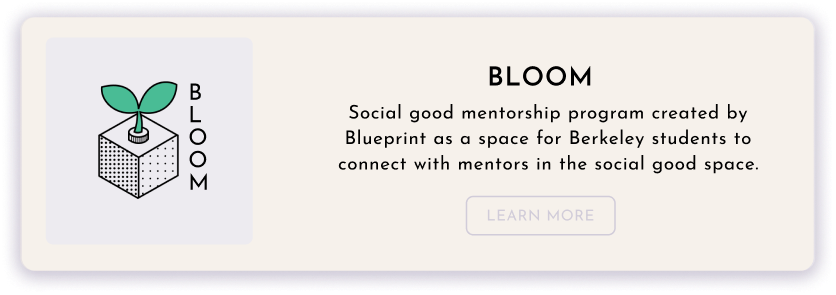 BLOOM
BLOOM
Social good mentorship program created by
Blueprint as a space for Berkeley students to
connect with mentors in the social good space.
LEARN MORE